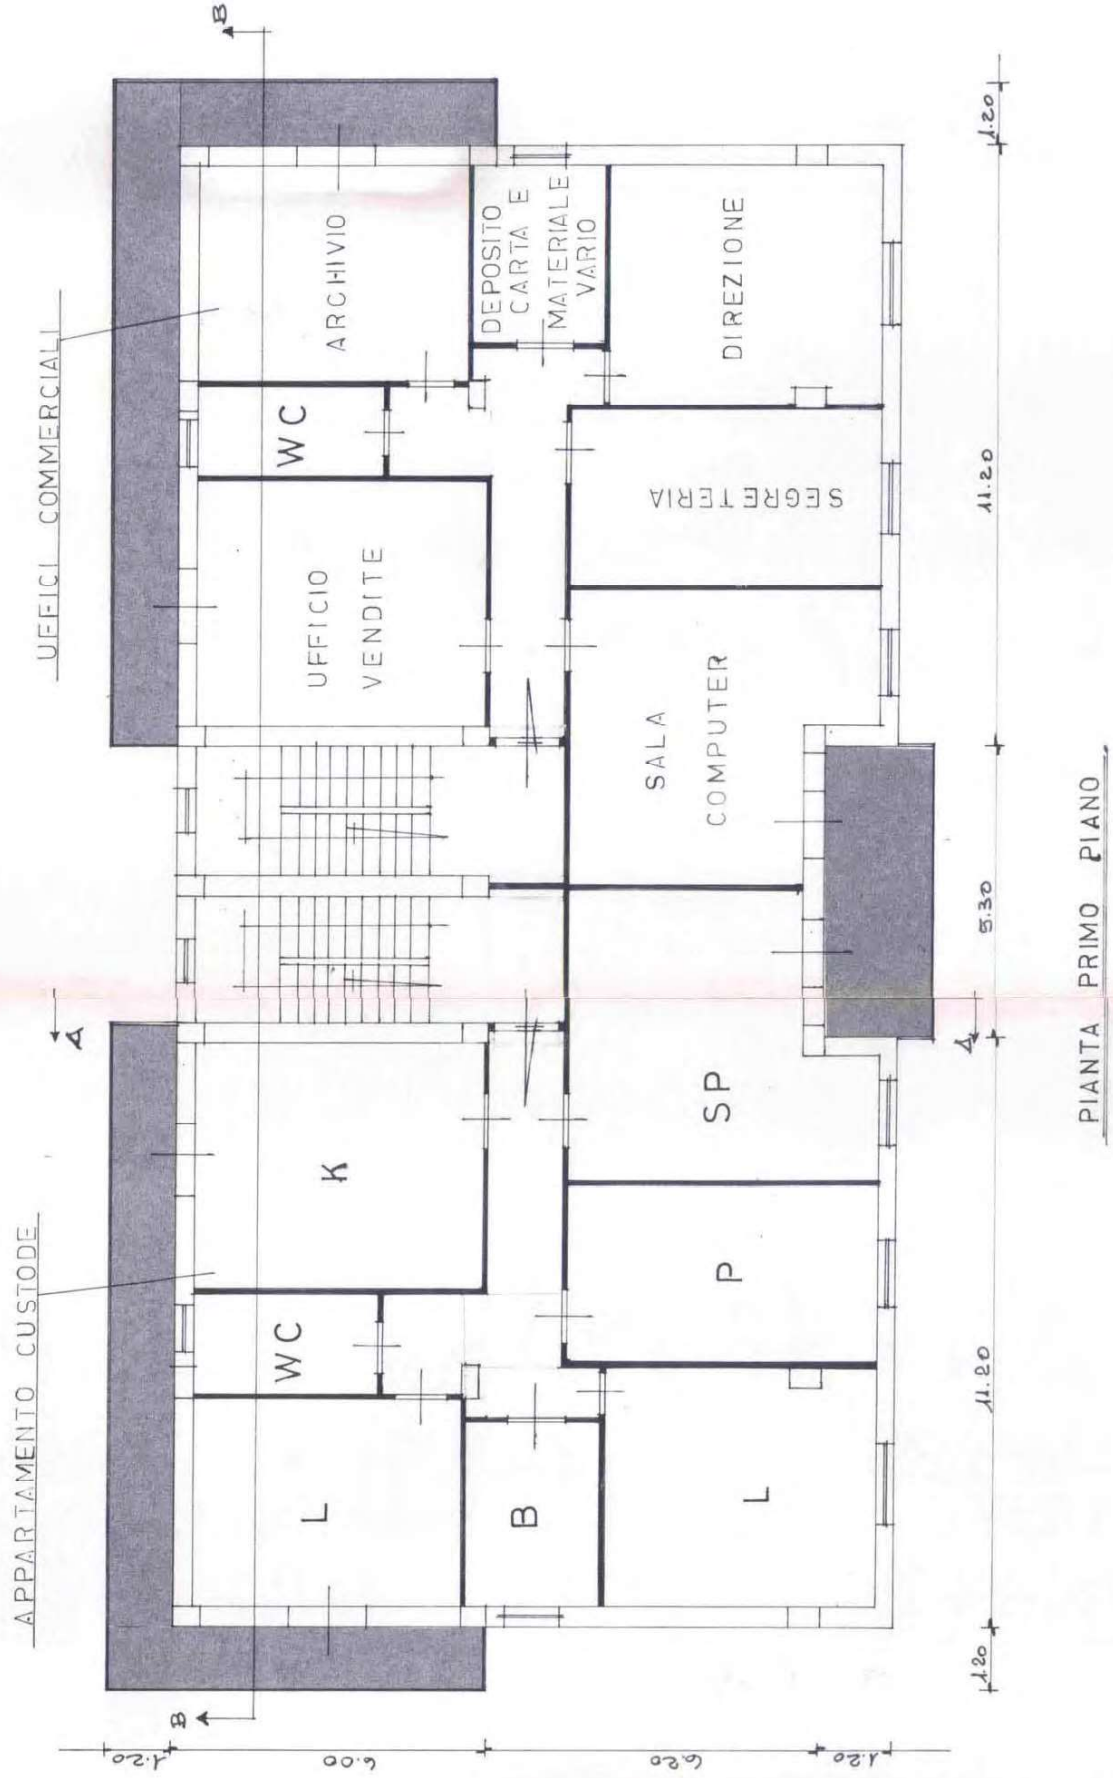 APPARTAMENTO CUSTODE
UFFICI COMMERCIALI
B
B
A
A
L
WC
K
UFFICIO
VENDITE
WC
ARCHIVIO
B
DEPOSITO
CARTA E
MATERIALE
VARIO
L
P
SP
SALA
COMPUTER
SEGRETERIA
DIREZIONE
1.20
6.00
6.20
1.20
1.20
11.20
5.30
11.20
1.20
PIANTA PRIMO PIANO